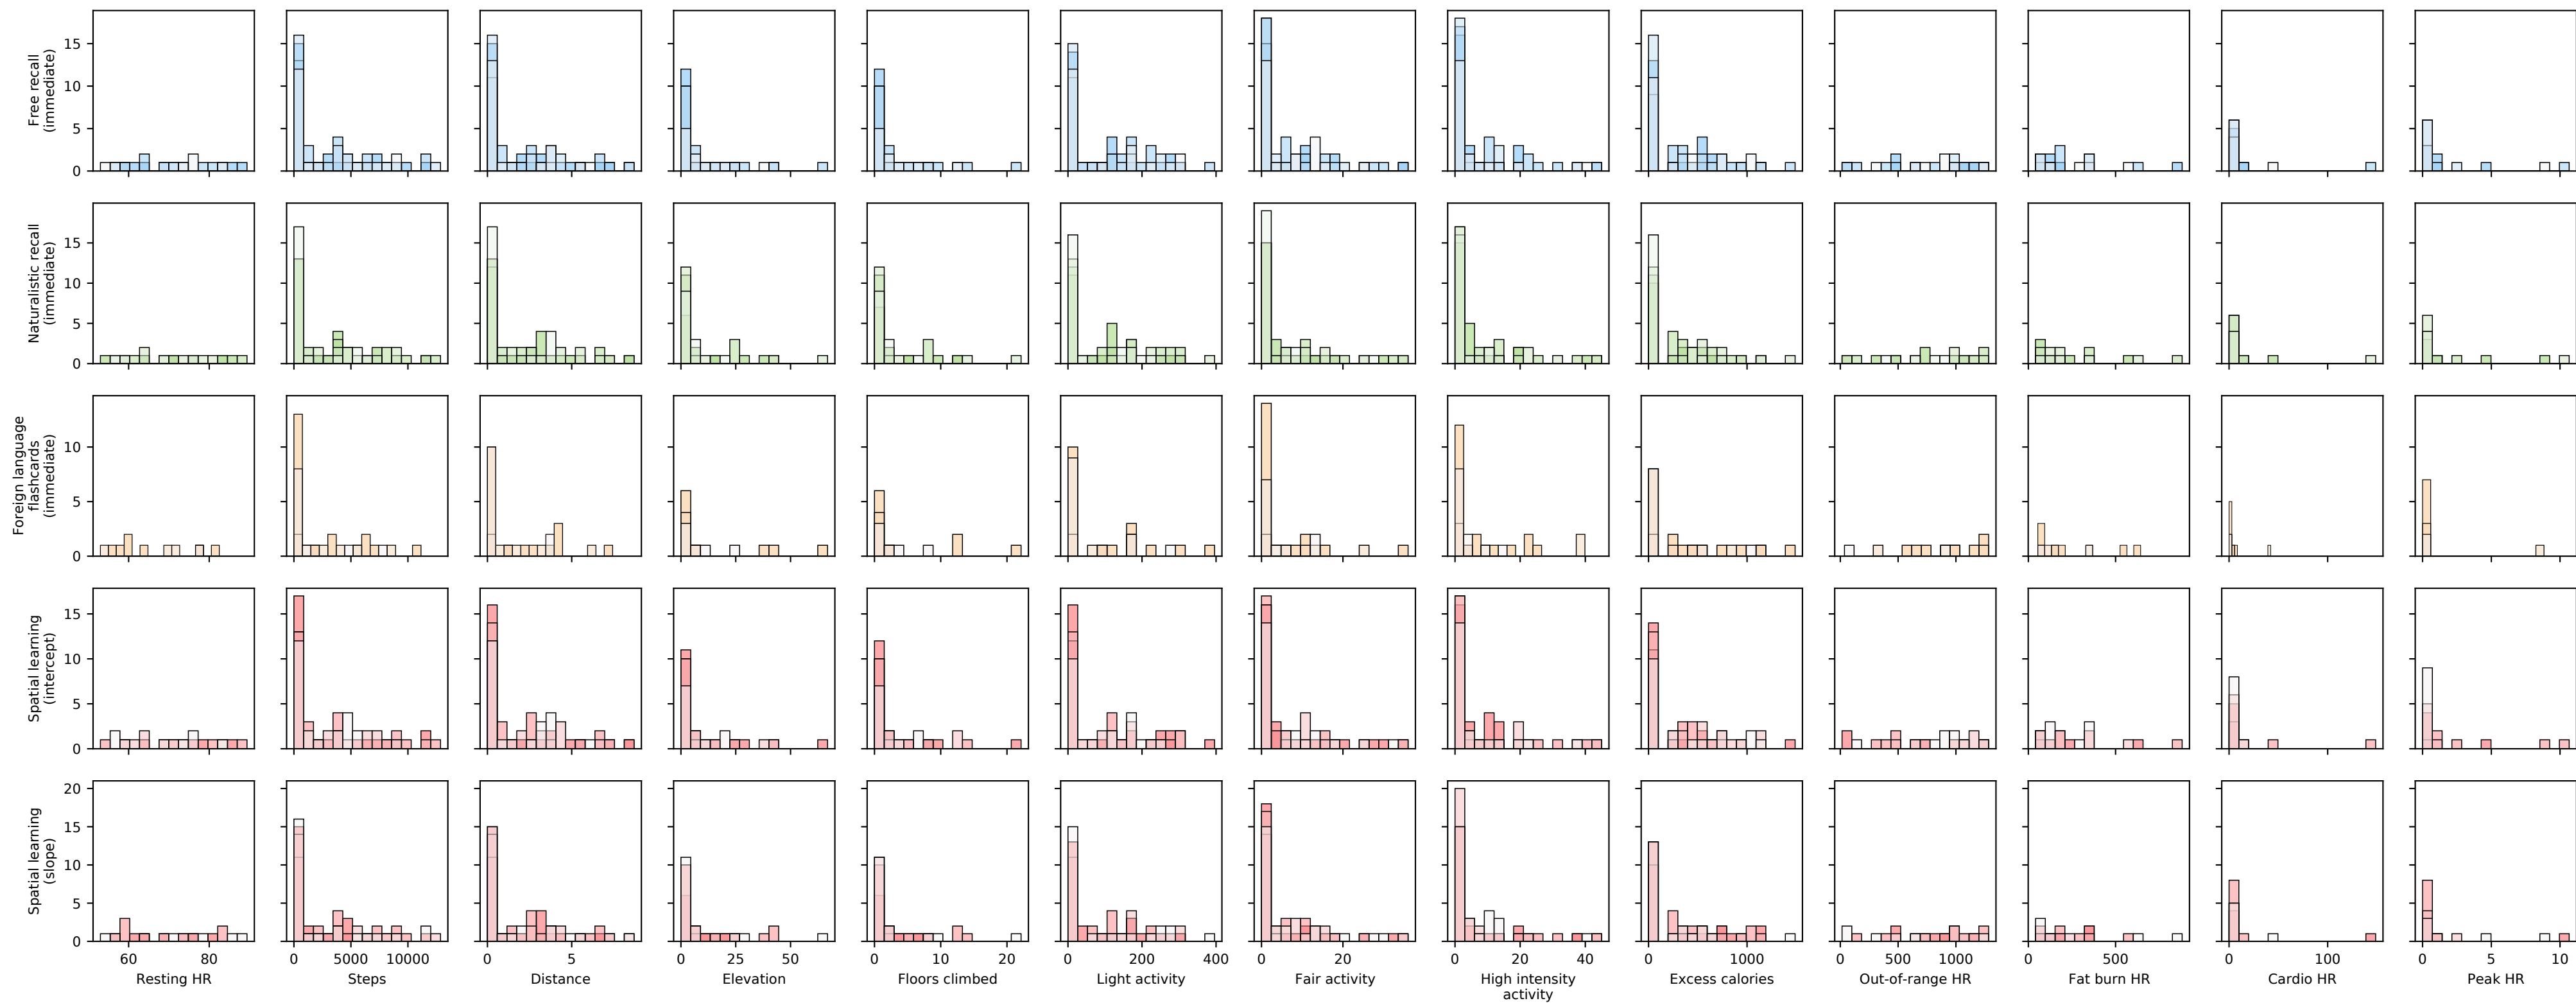 Free recall
(immediate)
15
10
5
0
Naturalistic recall
(immediate)
15
10
5
0
Foreign language
flashcards
(immediate)
10
5
0
Spatial learning
(intercept)
15
10
5
0
Spatial learning
(slope)
20
15
10
5
0
60 80
0 5000 10000
0 5
0 25 50
0 10 20
0 200 400
0 20
0 20 40
0 1000
0 500 1000
0 500
0 100
0 5 10
Resting HR
Steps
Distance
Elevation
Floors climbed
Light activity
Fair activity
High intensity
activity
Excess calories
Out-of-range HR
Fat burn HR
Cardio HR
Peak HR